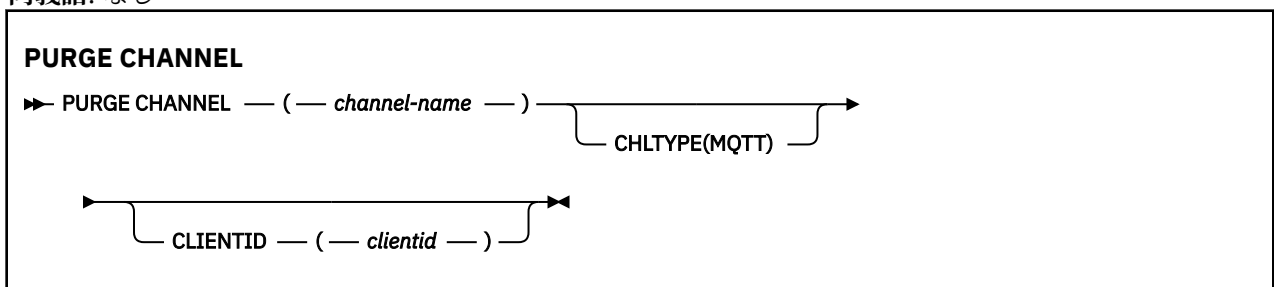 PURGE CHANNEL
PURGE CHANNEL ( channel-name )
CHLTYPE(MQTT)
CLIENTID ( clientid )